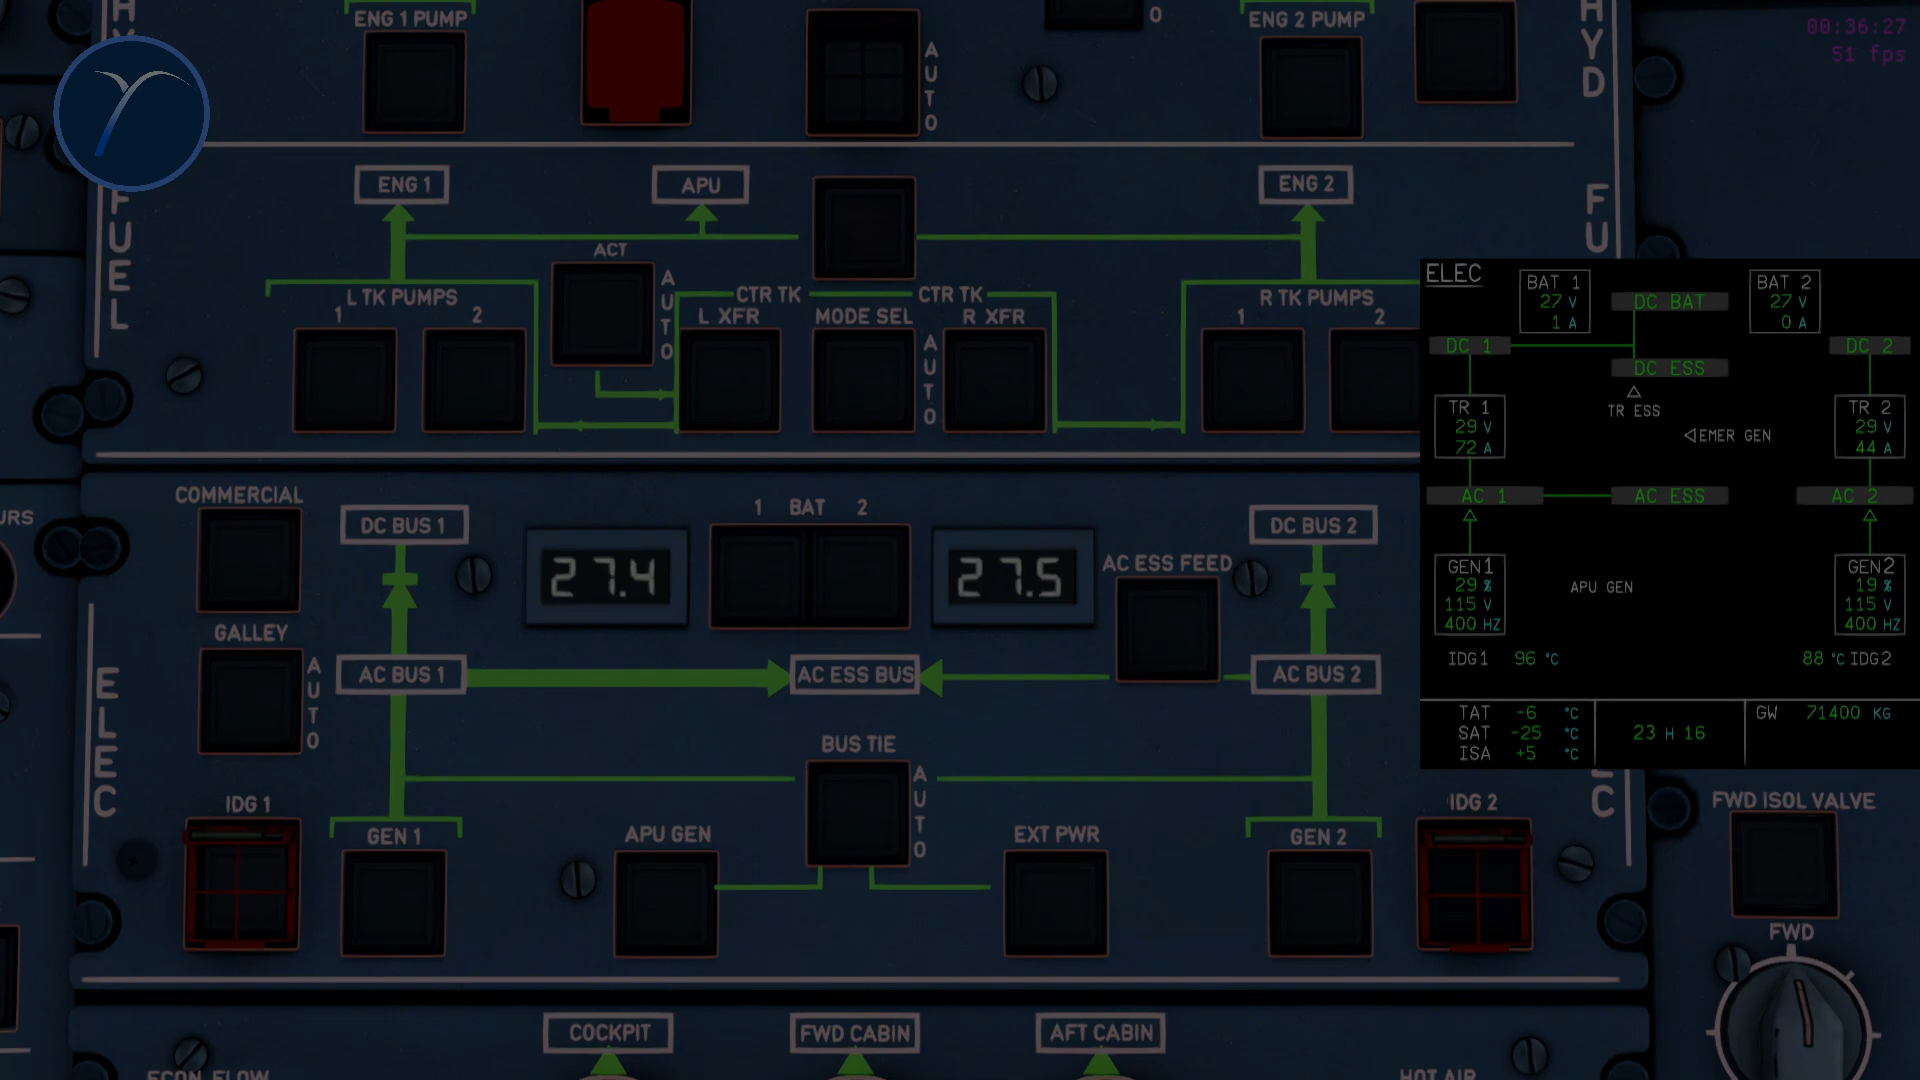 00:36:27
51 fps
ENG 1 PUMP
0
ENG 2 PUMP
HYD
AUTO
ENG 1
APU
ENG 2
FUEL
FU
ACT
AUTO
L TK PUMPS
1
2
CTR TK
CTR TK
L XFR
MODE SEL
R XFR
AUTO
R TK PUMPS
1
2
COMMERCIAL
DC BUS 1
1 BAT 2
DC BUS 2
27.4
27.5
AC ESS FEED
GALLEY
AUTO
AC BUS 1
AC ESS BUS
AC BUS 2
ELEC
BUS TIE
AUTO
IDG 1
GEN 1
APU GEN
EXT PWR
GEN 2
IDG 2
C
FWD ISOL VALVE
FWD
COCKPIT
FWD CABIN
AFT CABIN
ECON FLOW
HOT AIR
URS
ELEC
BAT 1
27 V
1 A
DC BAT
BAT 2
27 V
0 A
DC 1
DC ESS
DC 2
TR 1
29 V
72 A
TR ESS
EMER GEN
TR 2
29 V
44 A
AC 1
AC ESS
AC 2
GEN 1
29 %
115 V
400 HZ
APU GEN
GEN 2
19 %
115 V
400 HZ
IDG1 96 °C
88 °C IDG2
TAT -6 °C
SAT -25 °C
ISA +5 °C
23 H 16
GW 71400 KG